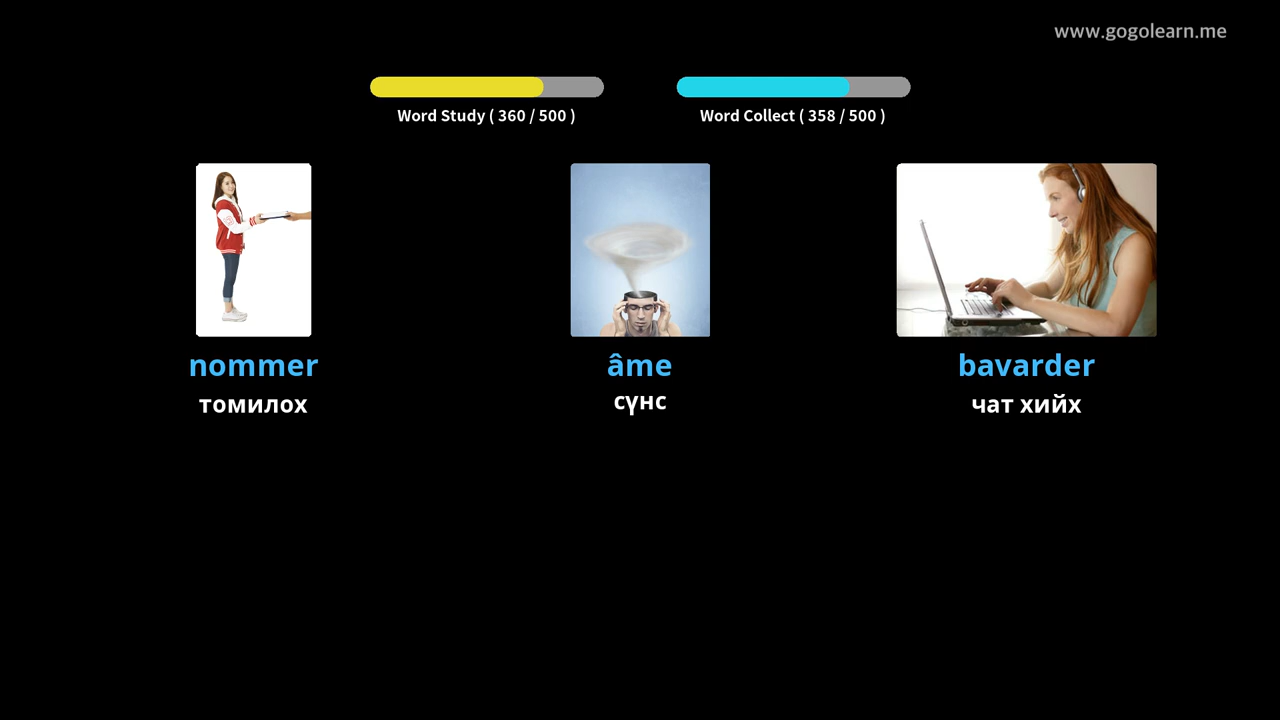 www.gogolearn.me
Word Study ( 360 / 500 )
Word Collect ( 358 / 500 )
nommer
томилох
âme
сүнс
bavarder
чат хийх